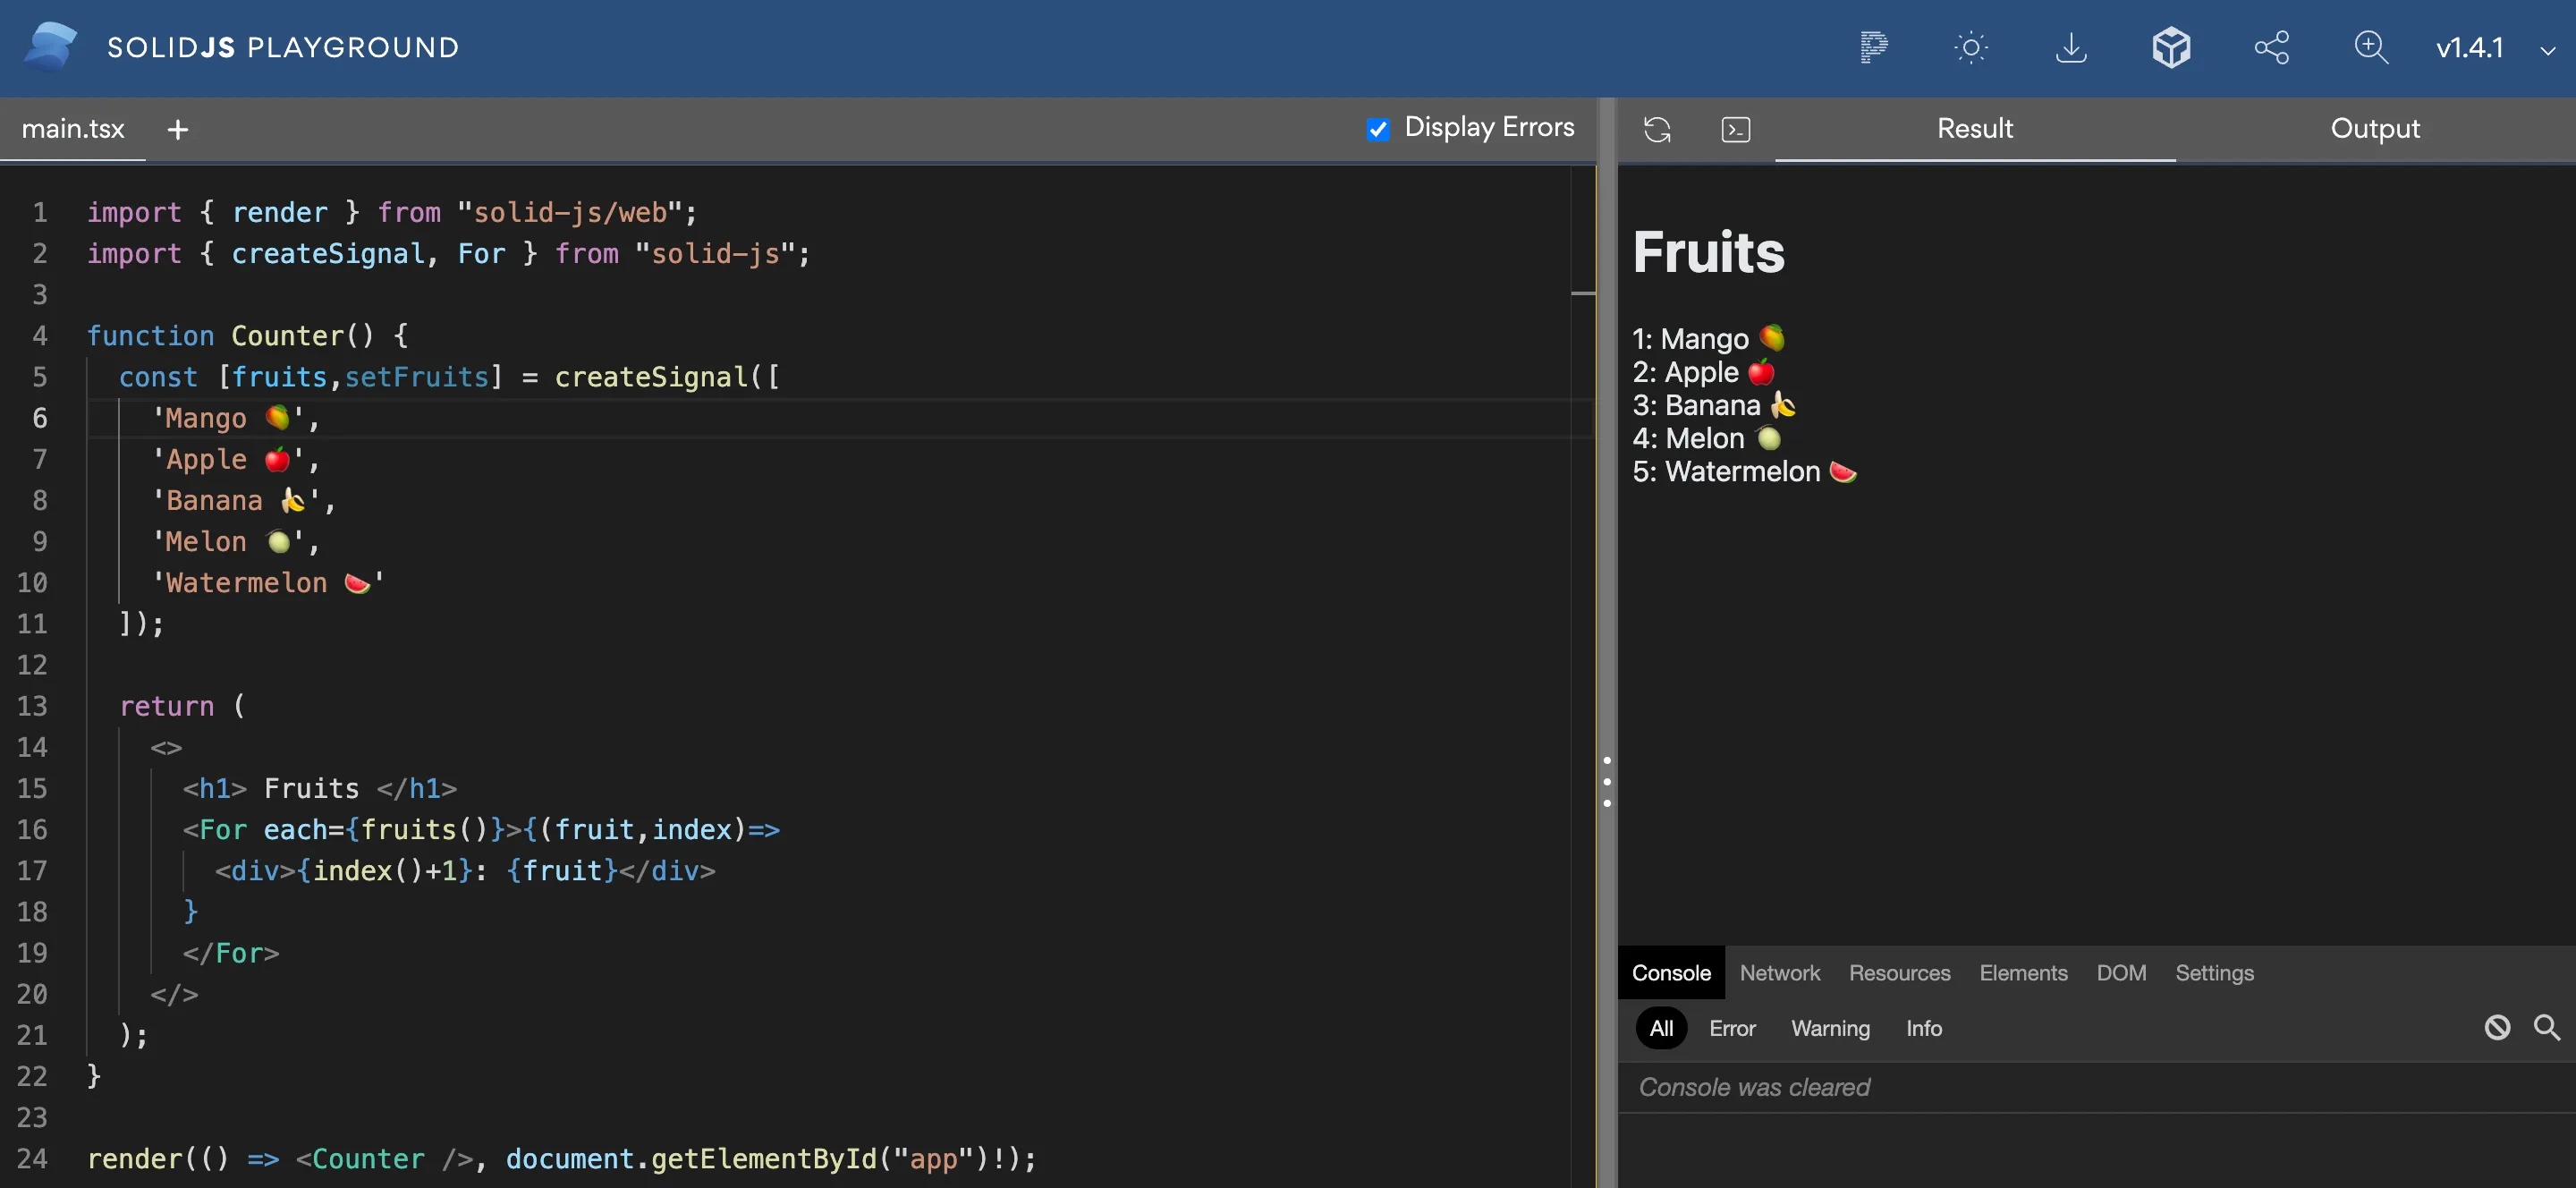 SOLIDJS PLAYGROUND
v1.4.1
main.tsx +
Display Errors
Result
Output
1 import { render } from "solid-js/web";
2 import { createSignal, For } from "solid-js";
3
4 function Counter() {
5 const [fruits,setFruits] = createSignal([
6 'Mango 🥭',
7 'Apple 🍎',
8 'Banana 🍌',
9 'Melon 🍈',
10 'Watermelon 🍉'
11 ]);
12
13 return (
14 <>
15 <h1> Fruits </h1>
16 <For each={fruits()}>{(fruit,index)=>
17 <div>{index()+1}: {fruit}</div>
18 }
19 </For>
20 </>
21 );
22 }
23
24 render(() => <Counter />, document.getElementById("app")!);
Fruits
1: Mango 🥭
2: Apple 🍎
3: Banana 🍌
4: Melon 🍈
5: Watermelon 🍉
Console Network Resources Elements DOM Settings
All Error Warning Info
Console was cleared